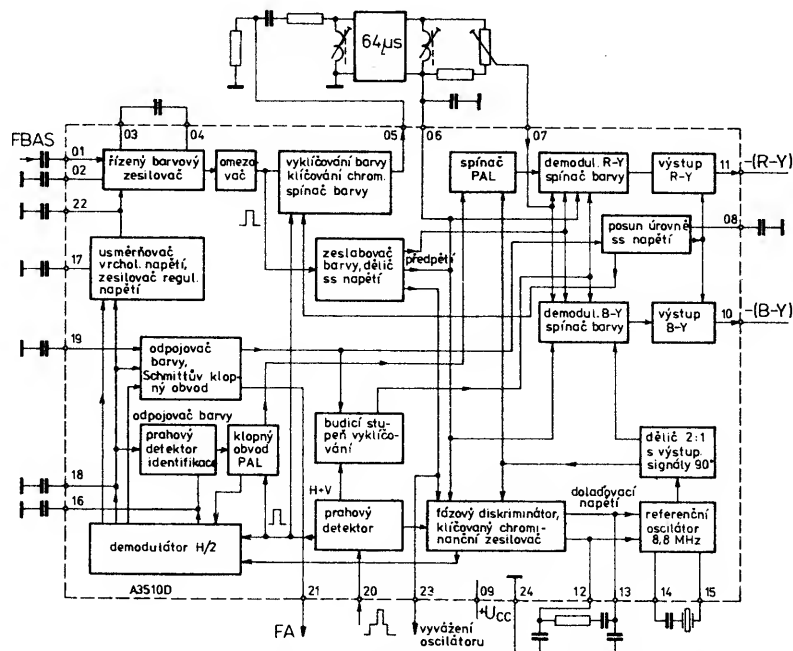 64µs
03
04
05
06
07
FBAS
01
02
22
17
19
18
16
řízený barvový
zesilovač
omezo-
vač
vyklíčování barvy
klíčování chrom.
spínač barvy
spínač
PAL
demodul. R-Y
spínač barvy
výstup
R-Y
11
-(R-Y)
08
posun úrovně
ss napětí
usměrňovač
vrchol. napětí,
zesilovač regul.
napětí
zeslabovač
barvy, dělič
ss napětí
předpětí
demodul. B-Y
spínač barvy
výstup
B-Y
10
-(B-Y)
odpojovač
barvy,
Schmittův klop-
ný obvod
odpojovač barvy
prahový
detektor
identifikace
klopný
obvod
PAL
budicí stu-
peň vyklíčo-
vání
dělič 2:1
s výstup.
signály 90°
H+V
prahový
detektor
fázový diskriminátor,
klíčovaný chromi-
nanční zesilovač
dolaďovací
napětí
referenční
oscilátor
8,8 MHz
demodulátor H/2
A3510D
21
20
23
09
24
12
13
14
15
+UCC
FA
vyvážení
oscilátoru